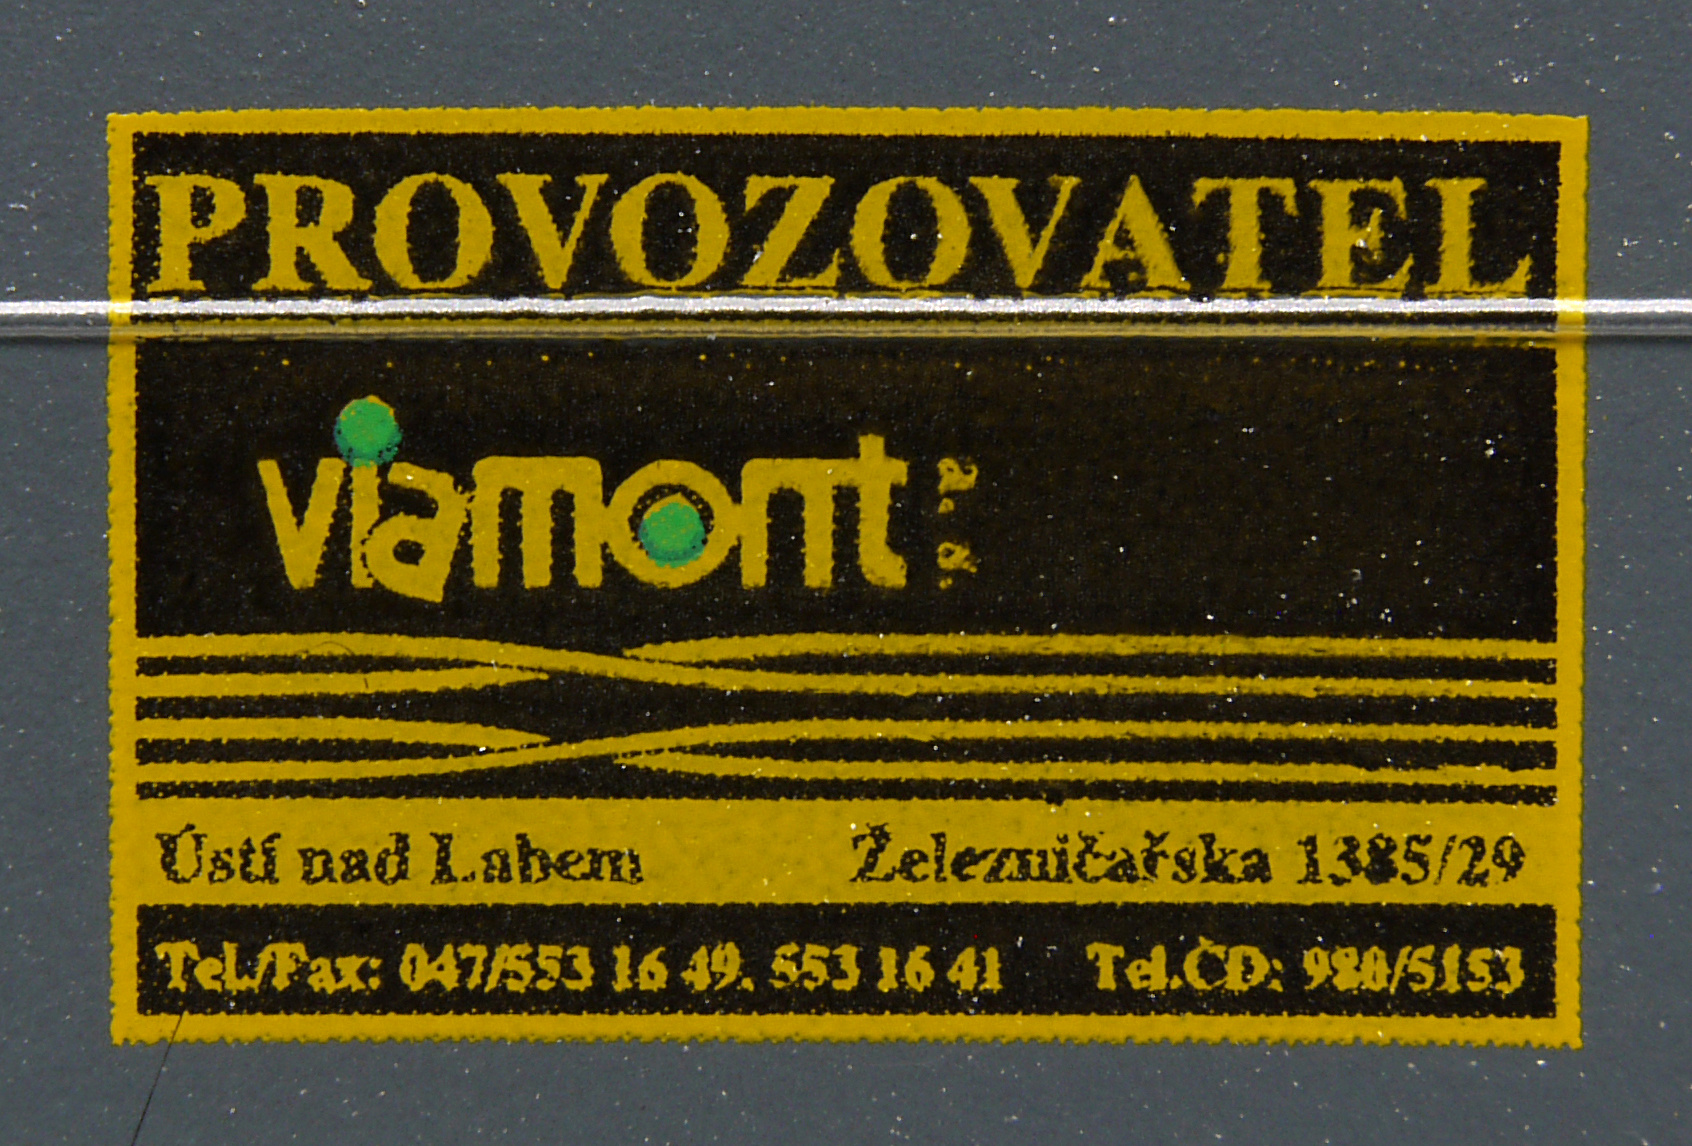 PROVOZOVATEL
viamont a. s.
Ústí nad Labem Železničařska 1385/29
Tel./Fax: 047/553 16 49, 553 16 41 Tel.ČD: 980/5153